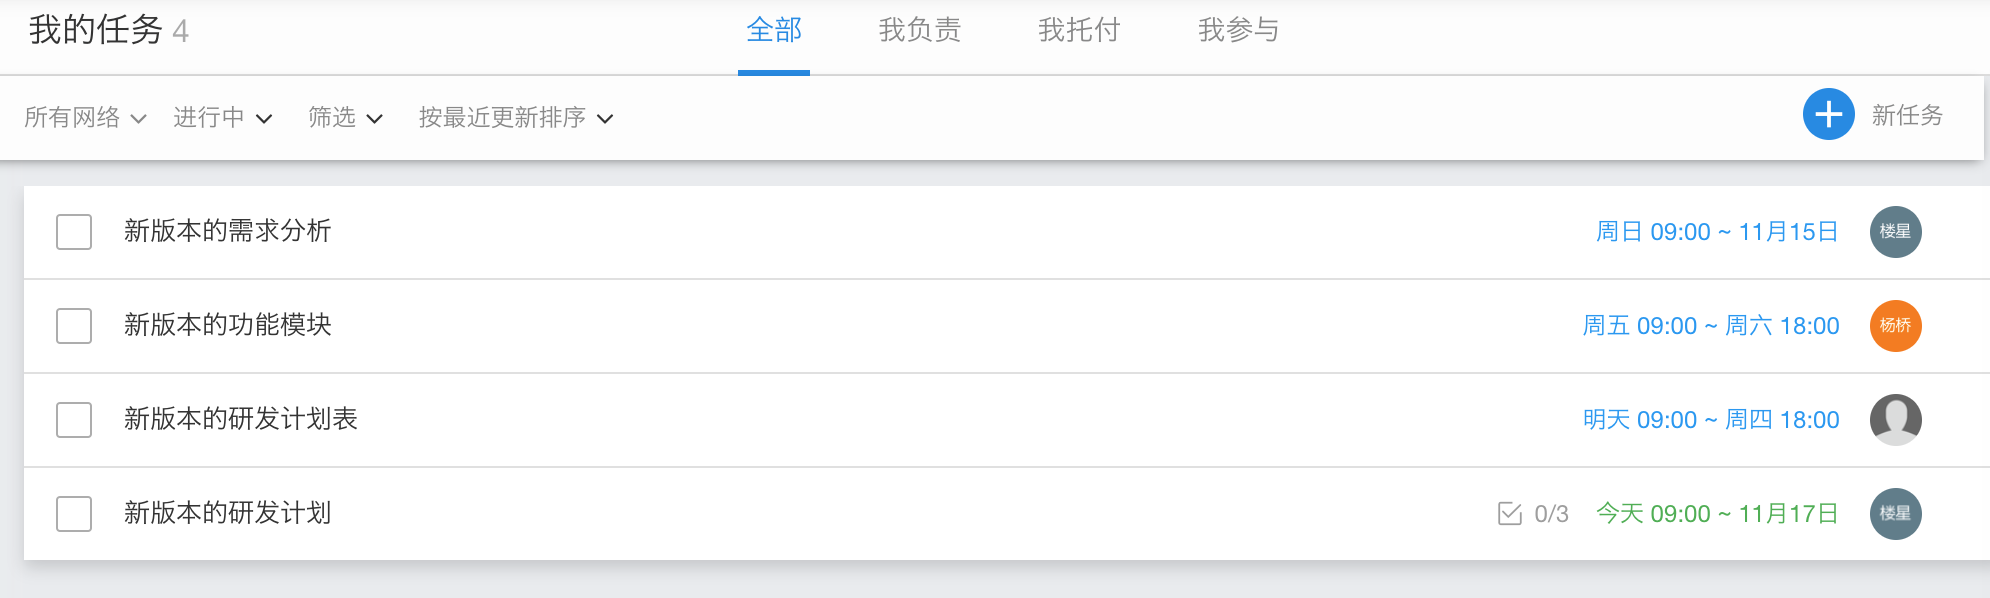 我的任务 4 全部 我负责 我托付 我参与
所有网络 进行中 筛选 按最近更新排序 新任务
新版本的需求分析 周日 09:00 ~ 11月15日 楼星
新版本的功能模块 周五 09:00 ~ 周六 18:00 杨桥
新版本的研发计划表 明天 09:00 ~ 周四 18:00
新版本的研发计划 0/3 今天 09:00 ~ 11月17日 楼星